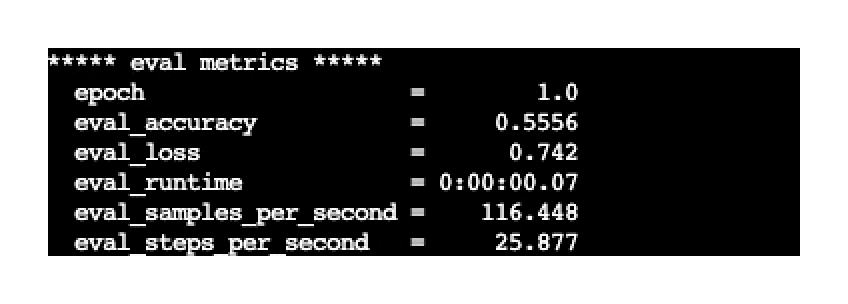 ***** eval metrics *****
  epoch                   =        1.0
  eval_accuracy           =     0.5556
  eval_loss               =      0.742
  eval_runtime            = 0:00:00.07
  eval_samples_per_second =    116.448
  eval_steps_per_second   =     25.877